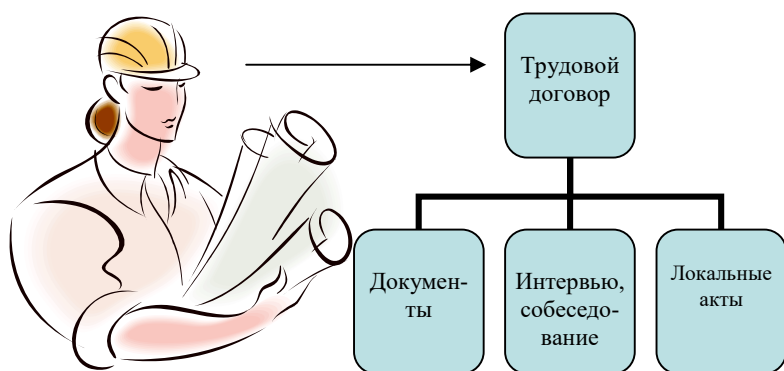 Трудовой
договор
Докумен-
ты
Интервью,
собеседо-
вание
Локальные
акты